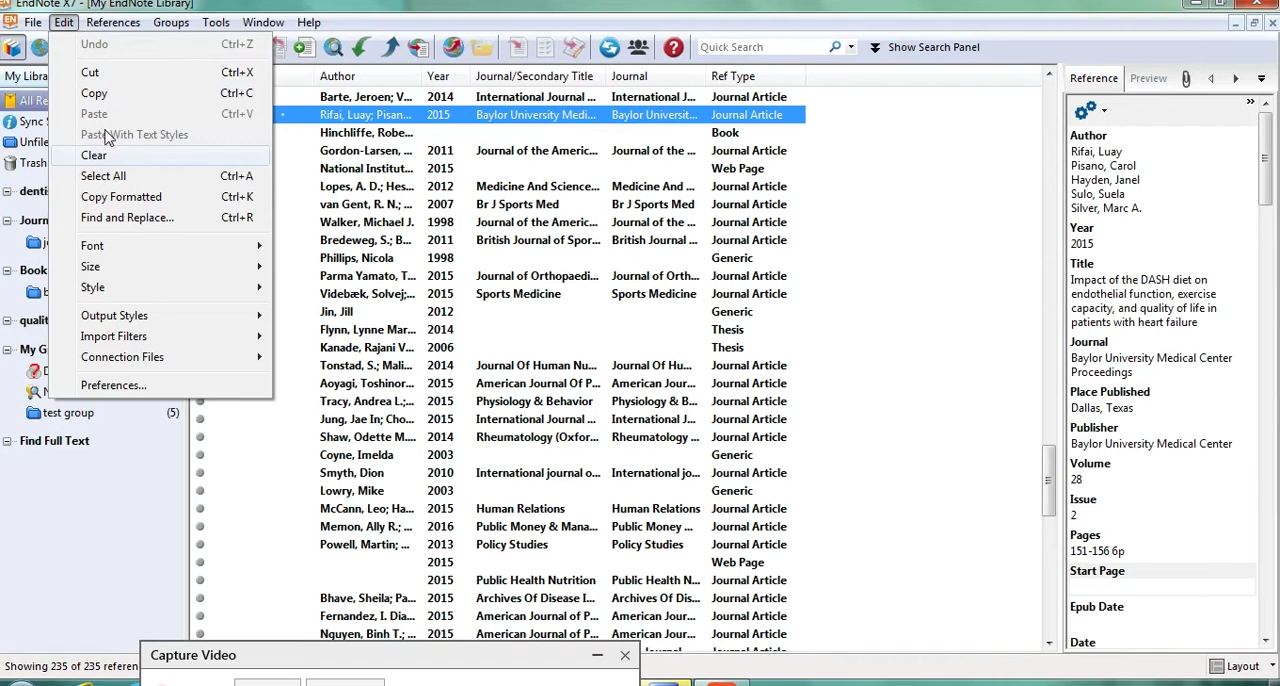 EndNote X7 - [My EndNote Library]
File Edit References Groups Tools Window Help
Quick Search Show Search Panel
Undo Ctrl+Z
Cut Ctrl+X
Copy Ctrl+C
Paste Ctrl+V
Paste With Text Styles
Clear
Select All Ctrl+A
Copy Formatted Ctrl+K
Find and Replace... Ctrl+R
Font
Size
Style
Output Styles
Import Filters
Connection Files
Preferences...
My Libra
All Re
Sync S
Unfile
Trash
dentis
Journ
Book
qualit
My G
test group (5)
Find Full Text
Author Year Journal/Secondary Title Journal Ref Type
Barte, Jeroen; V... 2014 International Journal ... International J... Journal Article
Rifai, Luay; Pisan... 2015 Baylor University Medi... Baylor Universit... Journal Article
Hinchliffe, Robe... Book
Gordon-Larsen, ... 2011 Journal of the Americ... Journal of the ... Journal Article
National Institut... 2015 Web Page
Lopes, A. D.; Hes... 2012 Medicine And Science... Medicine And ... Journal Article
van Gent, R. N.; ... 2007 Br J Sports Med Br J Sports Med Journal Article
Walker, Michael J. 1998 Journal of the Americ... Journal of the ... Journal Article
Bredeweg, S.; B... 2011 British Journal of Spor... British Journal ... Journal Article
Phillips, Nicola 1998 Generic
Parma Yamato, T... 2015 Journal of Orthopaedi... Journal of Orth... Journal Article
Videbæk, Solvej;... 2015 Sports Medicine Sports Medicine Journal Article
Jin, Jill 2012 Generic
Flynn, Lynne Mar... 2014 Thesis
Kanade, Rajani V... 2006 Thesis
Tonstad, S.; Mali... 2014 Journal Of Human Nu... Journal Of Hu... Journal Article
Aoyagi, Toshinor... 2015 American Journal Of P... American Jour... Journal Article
Tracy, Andrea L.;... 2015 Physiology & Behavior Physiology & B... Journal Article
Jung, Jae In; Cho... 2015 International Journal ... International J... Journal Article
Shaw, Odette M.... 2014 Rheumatology (Oxfor... Rheumatology... Journal Article
Coyne, Imelda 2003 Generic
Smyth, Dion 2010 International journal o... International jo... Journal Article
Lowry, Mike 2003 Generic
McCann, Leo; Ha... 2015 Human Relations Human Relations Journal Article
Memon, Ally R.; ... 2016 Public Money & Mana... Public Money ... Journal Article
Powell, Martin; ... 2013 Policy Studies Policy Studies Journal Article
2015 Web Page
2015 Public Health Nutrition Public Health N... Journal Article
Bhave, Sheila; Pa... 2015 Archives Of Disease I... Archives Of Dis... Journal Article
Fernandez, I. Dia... 2015 American Journal of P... American Jour... Journal Article
Nguyen, Binh T.; ... 2015 American Journal of P... American Jour... Journal Article
Reference Preview
Author
Rifai, Luay
Pisano, Carol
Hayden, Janel
Sulo, Suela
Silver, Marc A.
Year
2015
Title
Impact of the DASH diet on
endothelial function, exercise
capacity, and quality of life in
patients with heart failure
Journal
Baylor University Medical Center
Proceedings
Place Published
Dallas, Texas
Publisher
Baylor University Medical Center
Volume
28
Issue
2
Pages
151-156 6p
Start Page
Epub Date
Date
Showing 235 of 235 referen
Capture Video
Layout